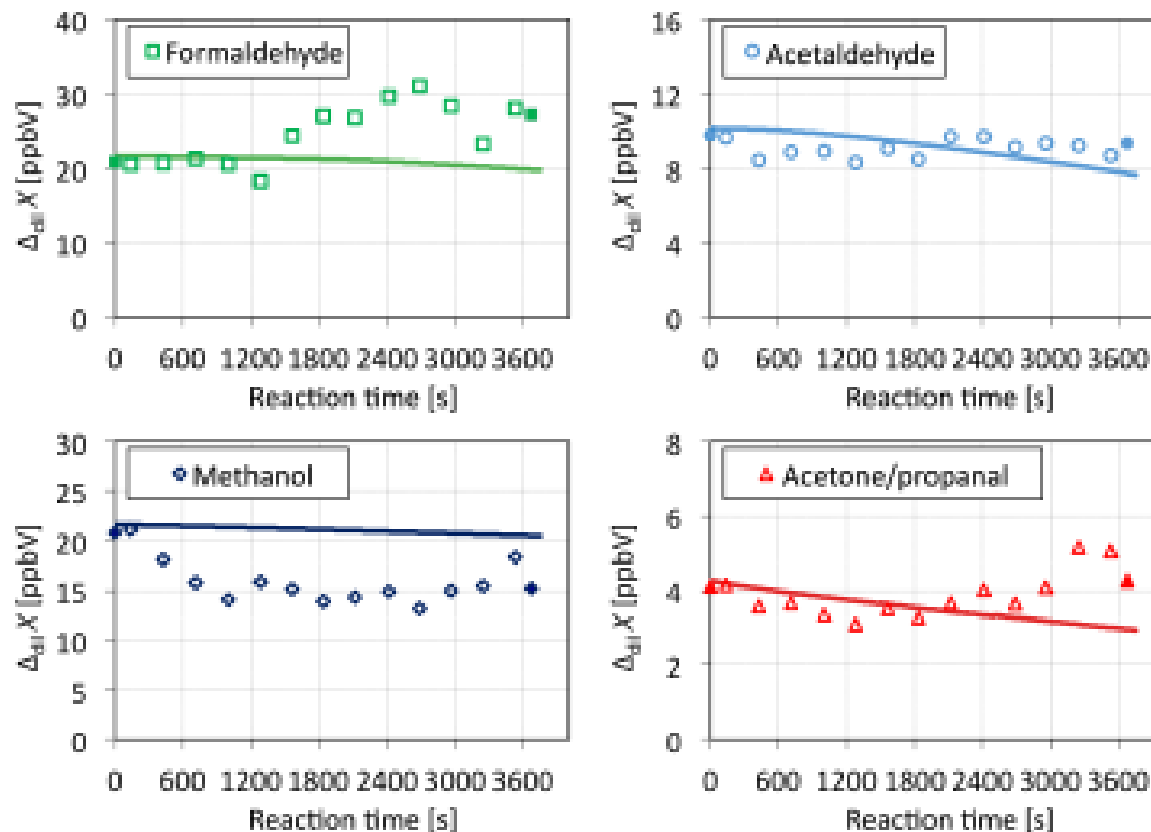 40
30
20
10
0
Formaldehyde
Δdil X [ppbV]
0 600 1200 1800 2400 3000 3600
Reaction time [s]
16
12
8
4
0
Acetaldehyde
Δdil X [ppbV]
0 600 1200 1800 2400 3000 3600
Reaction time [s]
30
25
20
15
10
5
0
Methanol
Δdil X [ppbV]
0 600 1200 1800 2400 3000 3600
Reaction time [s]
8
6
4
2
0
Acetone/propanal
Δdil X [ppbV]
0 600 1200 1800 2400 3000 3600
Reaction time [s]